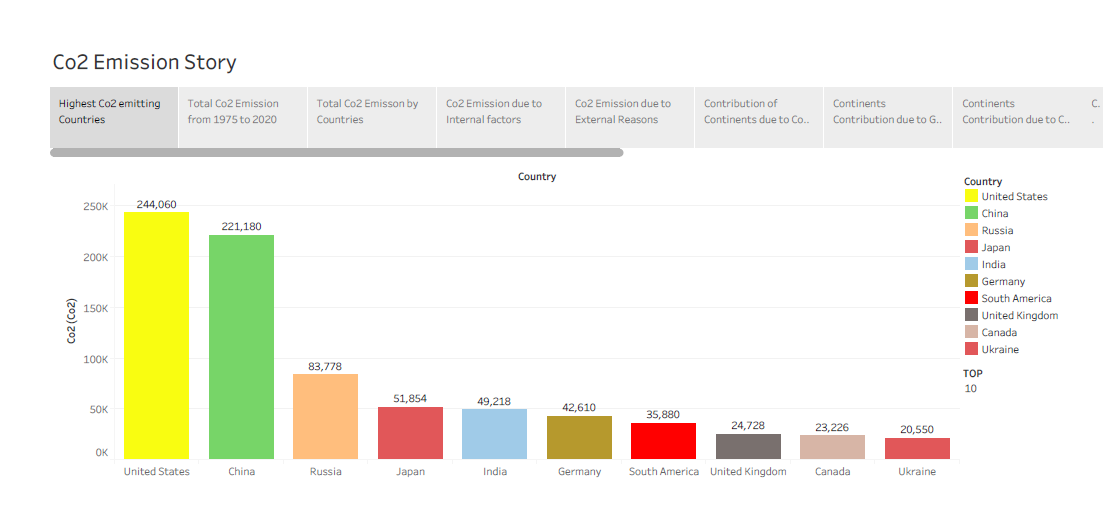 Co2 Emission Story
Highest Co2 emitting
Countries
Total Co2 Emission
from 1975 to 2020
Total Co2 Emisson by
Countries
Co2 Emission due to
Internal factors
Co2 Emission due to
External Reasons
Contribution of
Continents due to Co..
Continents
Contribution due to G..
Continents
Contribution due to C..
C.
.
Country
Co2 (Co2)
250K
200K
150K
100K
50K
0K
244,060
221,180
83,778
51,854
49,218
42,610
35,880
24,728
23,226
20,550
United States
China
Russia
Japan
India
Germany
South America
United Kingdom
Canada
Ukraine
Country
United States
China
Russia
Japan
India
Germany
South America
United Kingdom
Canada
Ukraine
TOP
10